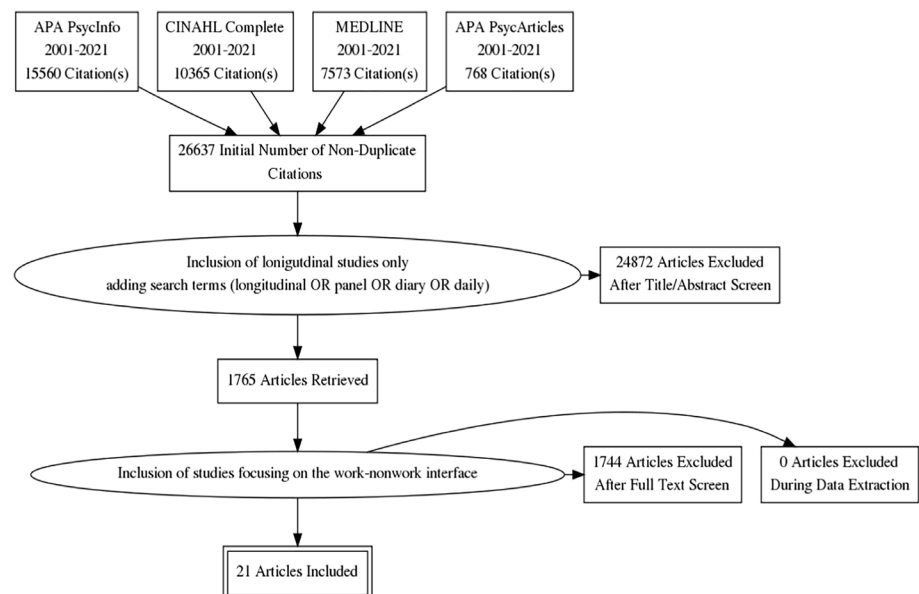 APA PsycInfo
2001-2021
15560 Citation(s)
CINAHL Complete
2001-2021
10365 Citation(s)
MEDLINE
2001-2021
7573 Citation(s)
APA PsycArticles
2001-2021
768 Citation(s)
26637 Initial Number of Non-Duplicate
Citations
Inclusion of lonigutdinal studies only
adding search terms (longitudinal OR panel OR diary OR daily)
24872 Articles Excluded
After Title/Abstract Screen
1765 Articles Retrieved
Inclusion of studies focusing on the work-nonwork interface
1744 Articles Excluded
After Full Text Screen
0 Articles Excluded
During Data Extraction
21 Articles Included